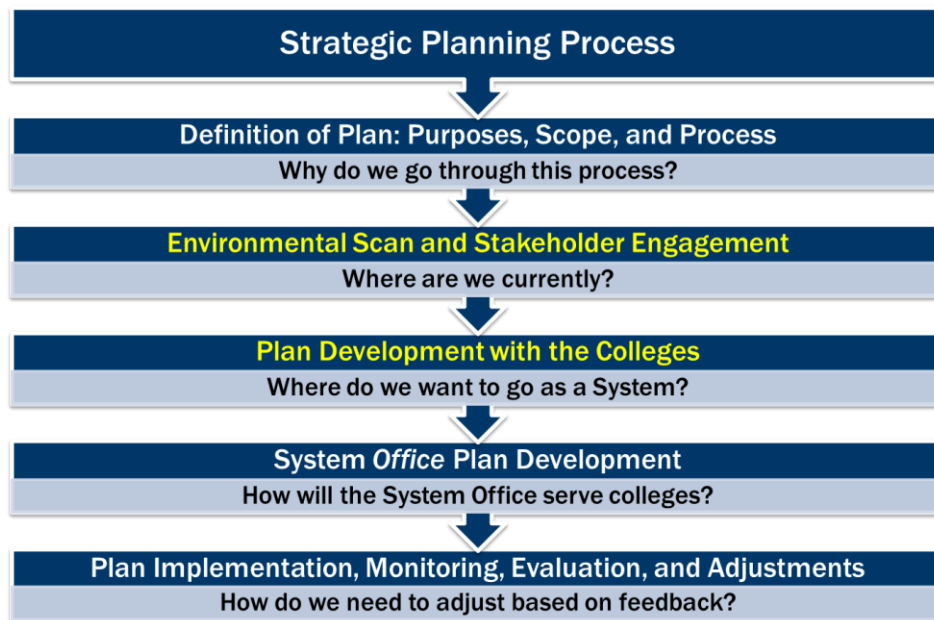 Strategic Planning Process
Definition of Plan: Purposes, Scope, and Process
Why do we go through this process?
Environmental Scan and Stakeholder Engagement
Where are we currently?
Plan Development with the Colleges
Where do we want to go as a System?
System Office Plan Development
How will the System Office serve colleges?
Plan Implementation, Monitoring, Evaluation, and Adjustments
How do we need to adjust based on feedback?